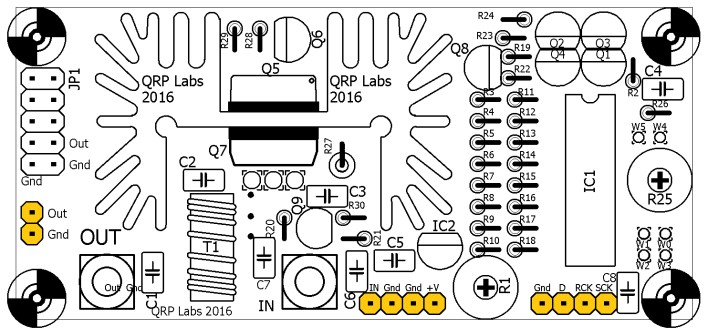 R24
R23
R29
R28
Q6
Q8
Q2
Q3
R19
Q4
Q1
JP1
QRP Labs
2016
Q5
QRP Labs
2016
R22
C4
R2
R3
R11
R26
R4
R12
W5
W4
Out
Q7
R27
R5
R13
Gnd
R6
R14
Gnd
C2
R7
R15
IC1
C3
R8
R16
R25
Q9
R30
Out
R20
R9
R17
Gnd
OUT
T1
R21
IC2
R10
R18
W1
W0
C5
W2
W3
C7
Out
Gnd
C1
QRP Labs 2016
IN
C6
IN
Gnd
Gnd
+V
R1
Gnd
D
RCK
SCK
C8